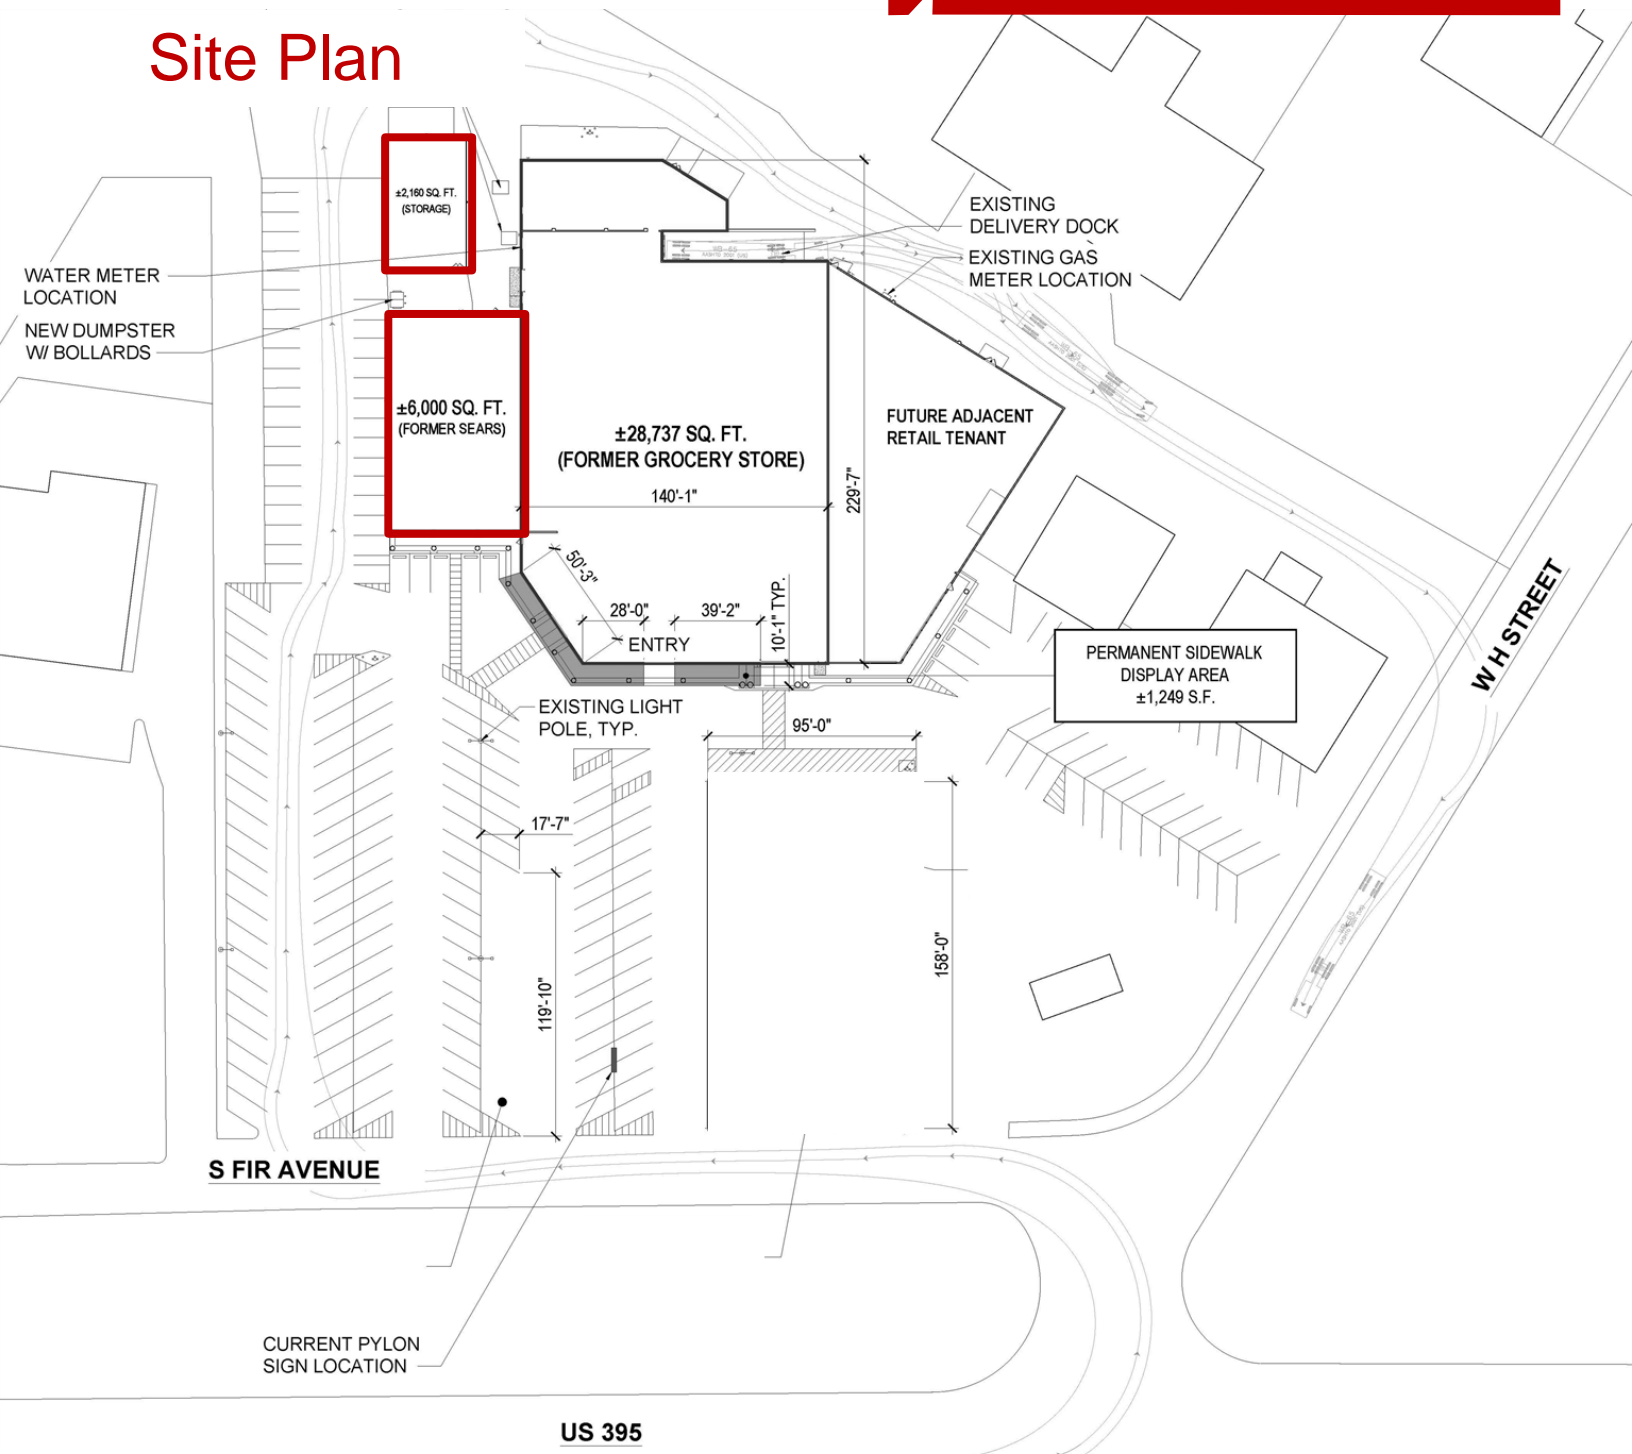 Site Plan
±2,160 SQ. FT.
(STORAGE)
EXISTING
DELIVERY DOCK
EXISTING GAS
METER LOCATION
WATER METER
LOCATION
NEW DUMPSTER
W/ BOLLARDS
±6,000 SQ. FT.
(FORMER SEARS)
±28,737 SQ. FT.
(FORMER GROCERY STORE)
FUTURE ADJACENT
RETAIL TENANT
140'-1"
229'-7"
50'-3"
28'-0"
39'-2"
10'-1" TYP.
ENTRY
W H STREET
PERMANENT SIDEWALK
DISPLAY AREA
±1,249 S.F.
EXISTING LIGHT
POLE, TYP.
95'-0"
17'-7"
158'-0"
119'-10"
S FIR AVENUE
CURRENT PYLON
SIGN LOCATION
US 395